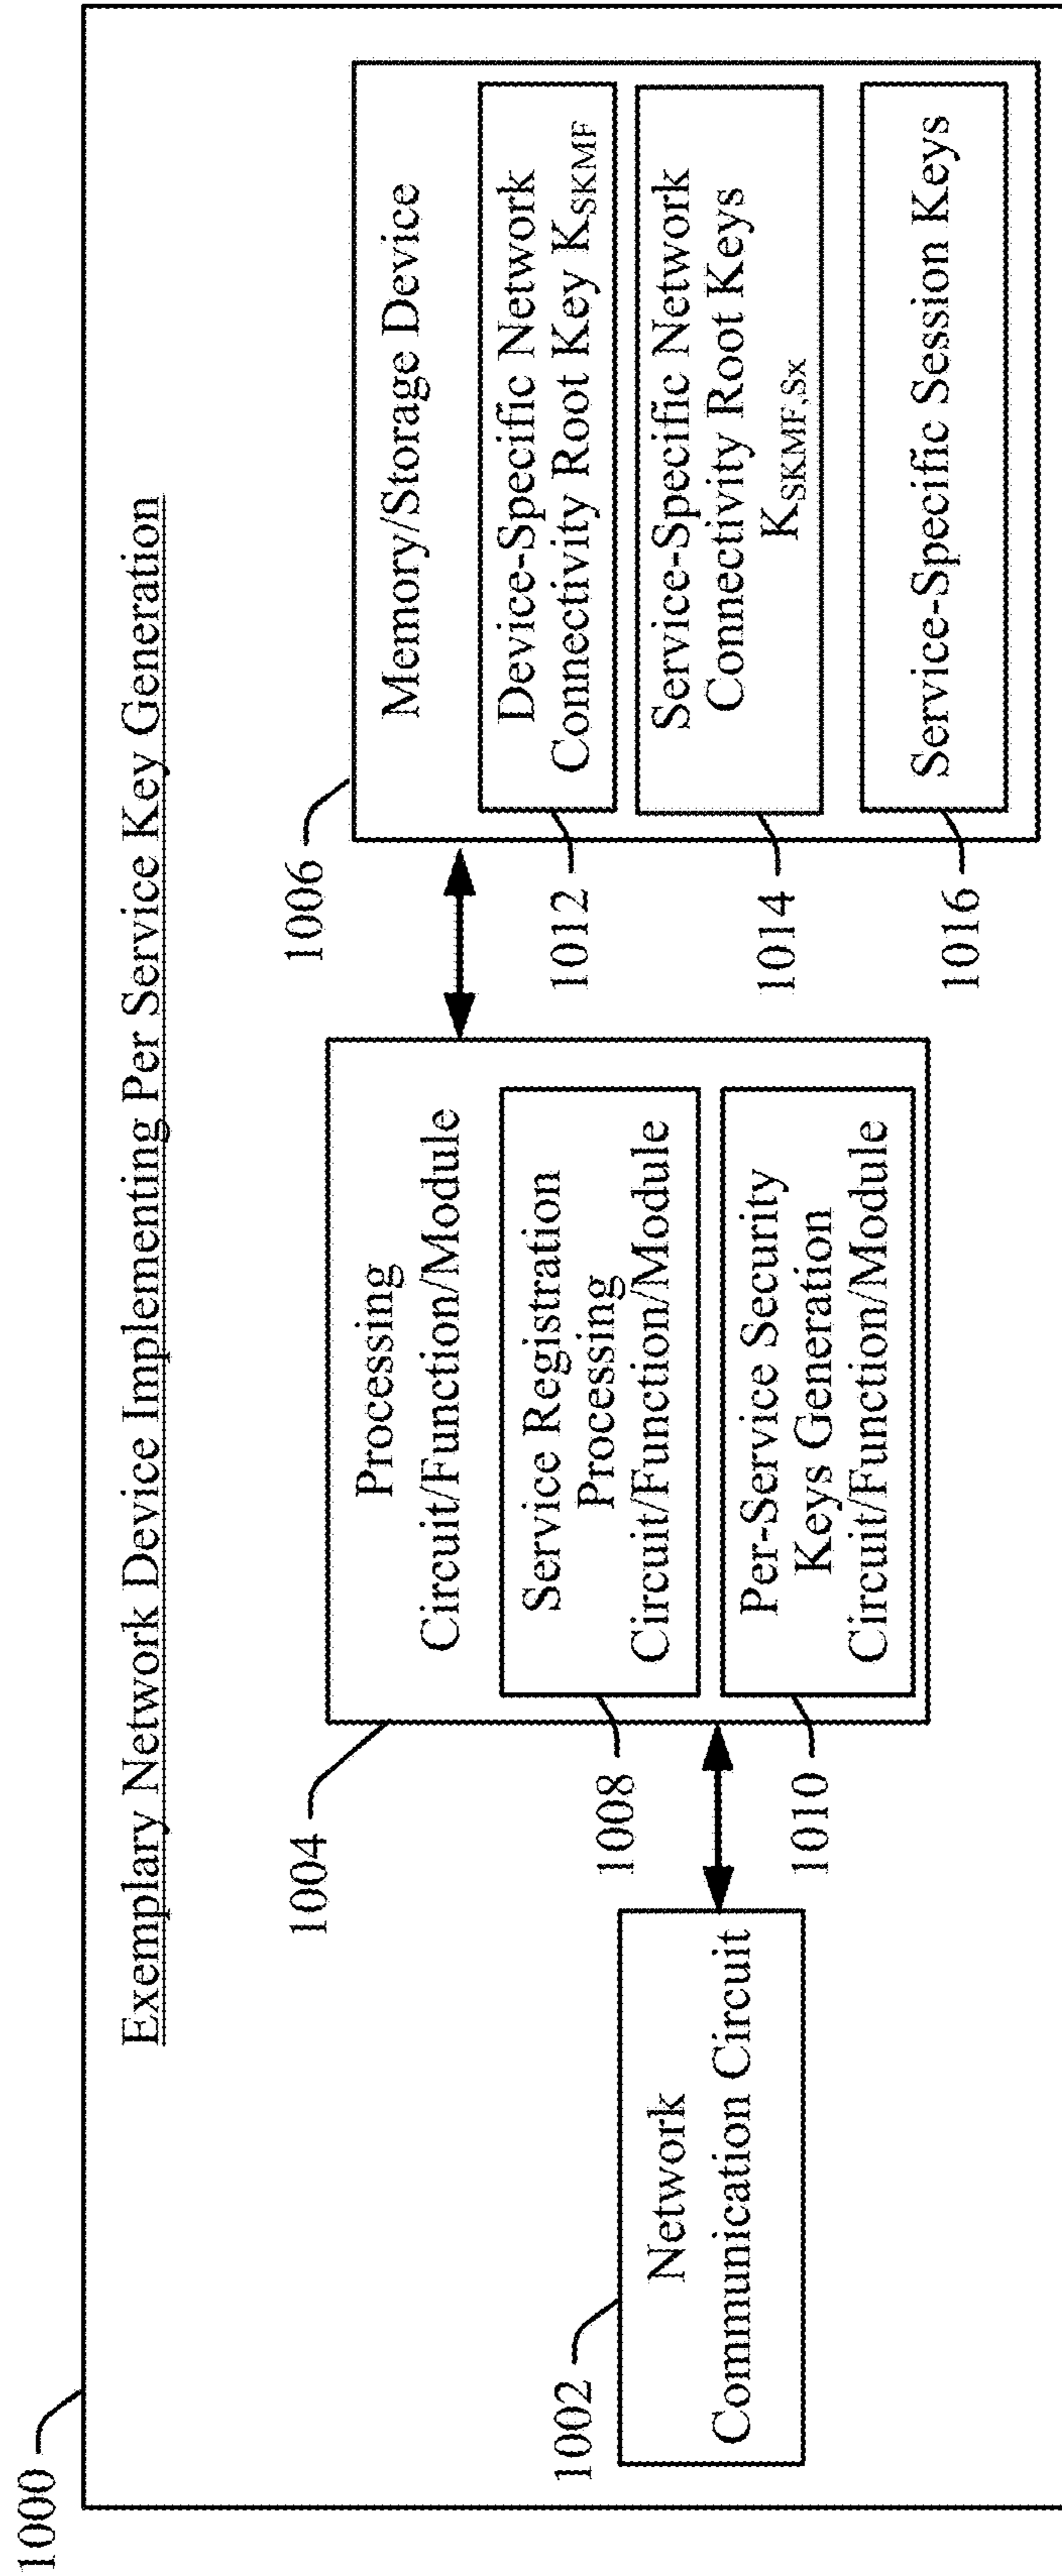 1000
Exemplary Network Device Implementing Per Service Key Generation
1002
Network
Communication Circuit
1004
Processing
Circuit/Function/Module
1008
Service Registration
Processing
Circuit/Function/Module
1010
Per-Service Security
Keys Generation
Circuit/Function/Module
1006
Memory/Storage Device
1012
Device-Specific Network
Connectivity Root Key KSKMF
1014
Service-Specific Network
Connectivity Root Keys
KSKMF,Sx
1016
Service-Specific Session Keys